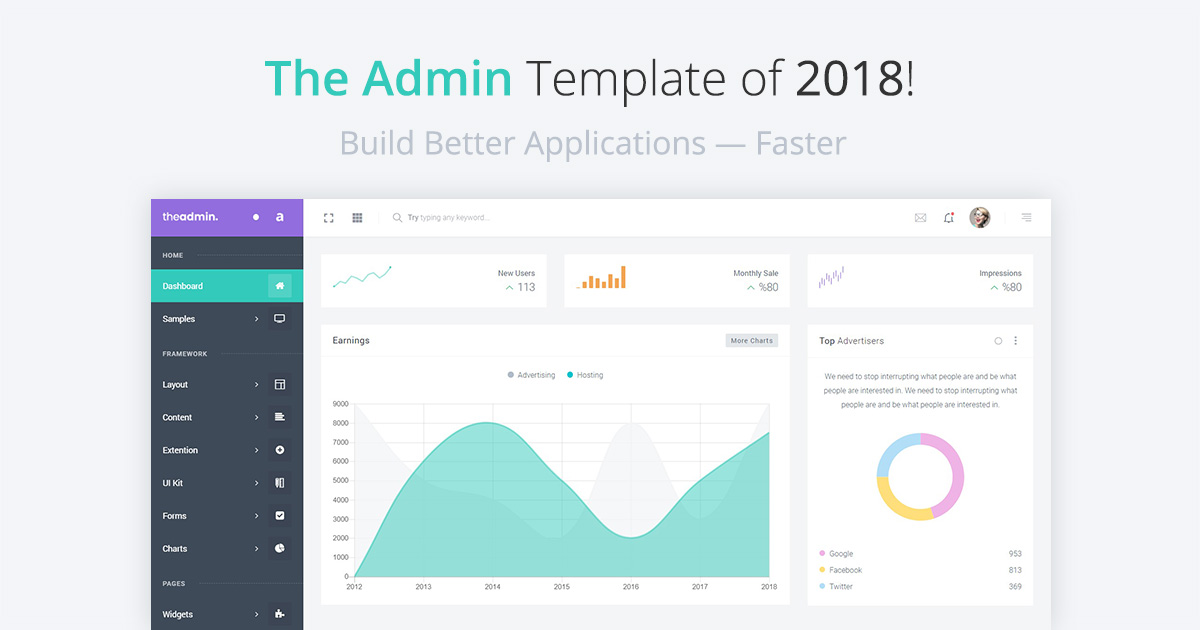 The Admin Template of 2018!
Build Better Applications — Faster
theadmin.
a
Try typing any keyword...
HOME
Dashboard
Samples
FRAMEWORK
Layout
Content
Extention
UI Kit
Forms
Charts
PAGES
Widgets
New Users
113
Monthly Sale
%80
Impressions
%80
Earnings
More Charts
Advertising
Hosting
9000
8000
7000
6000
5000
4000
3000
2000
1000
0
2012 2013 2014 2015 2016 2017 2018
Top Advertisers
We need to stop interrupting what people are and be what
people are interested in. We need to stop interrupting what
people are and be what people are interested in.
Google 953
Facebook 813
Twitter 369